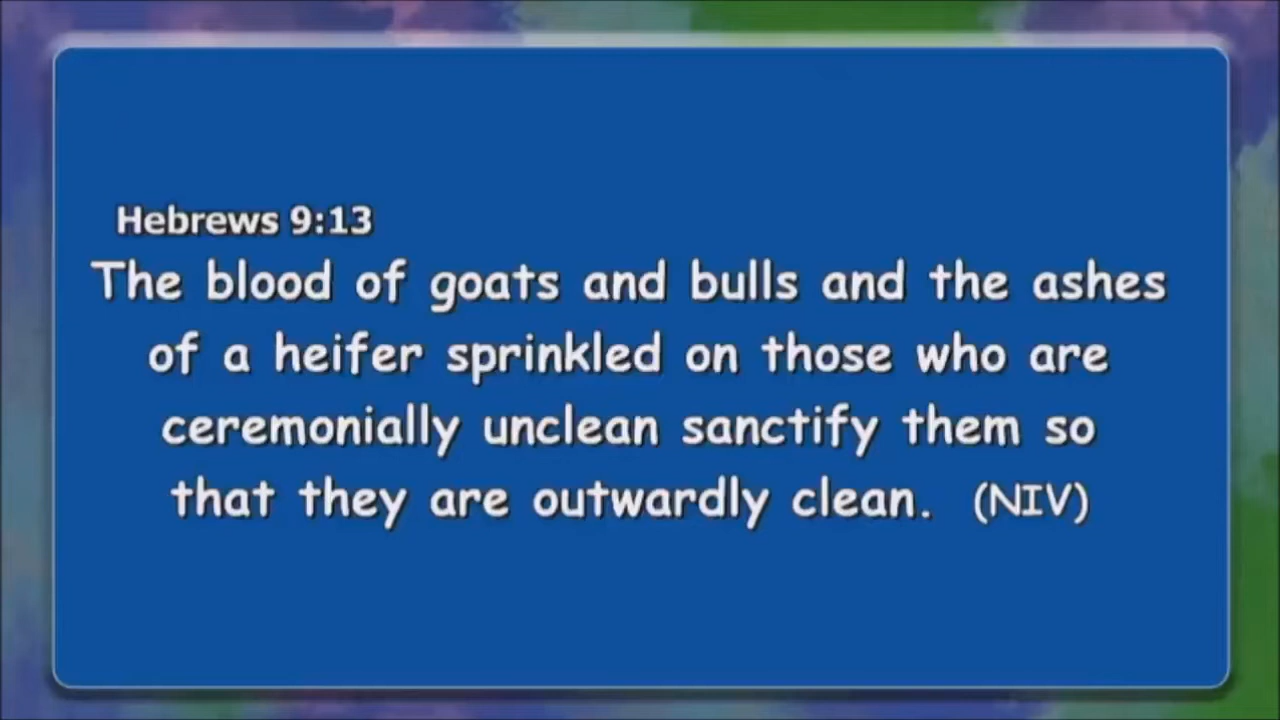 Hebrews 9:13
The blood of goats and bulls and the ashes
of a heifer sprinkled on those who are
ceremonially unclean sanctify them so
that they are outwardly clean. (NIV)